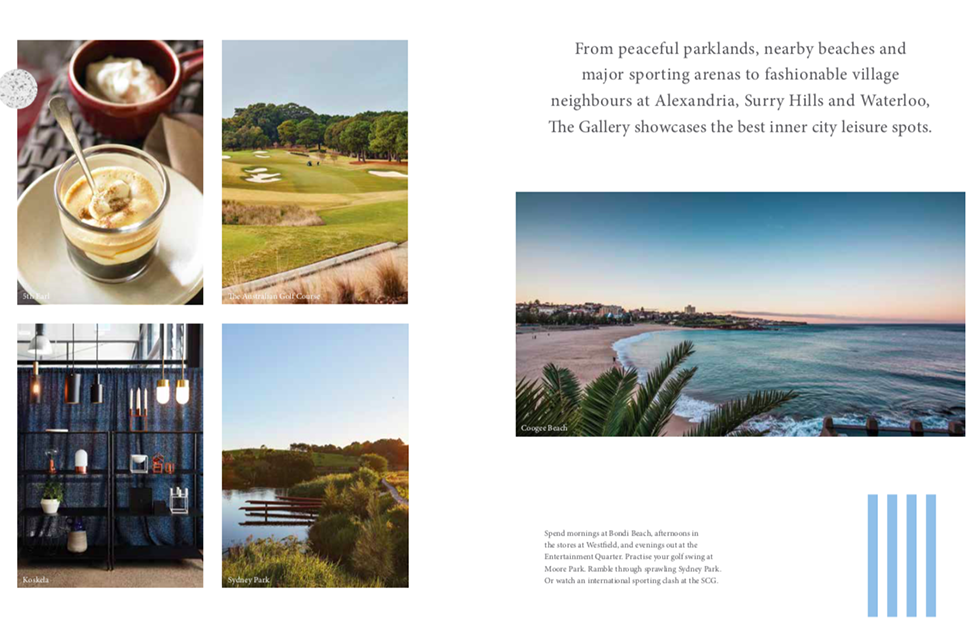 The Australian Golf Course
Koskela
Sydney Park
From peaceful parklands, nearby beaches and
major sporting arenas to fashionable village
neighbours at Alexandria, Surry Hills and Waterloo,
The Gallery showcases the best inner city leisure spots.
Coogee Beach
Spend mornings at Bondi Beach, afternoons in
the stores at Westfield, and evenings out at the
Entertainment Quarter. Practise your golf swing at
Moore Park. Ramble through sprawling Sydney Park.
Or watch an international sporting clash at the SCG.